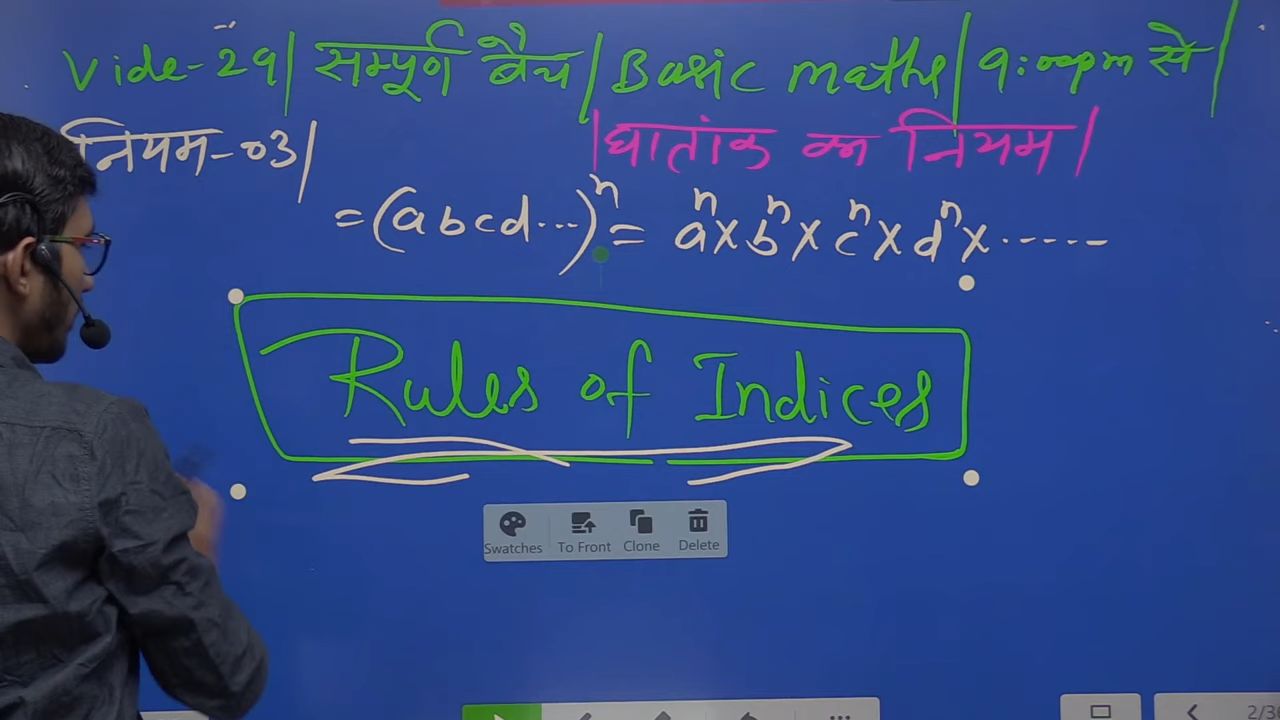 Vide-29| सम्पूर्ण बैच | Basic maths | 9:00pm से |
नियम-03| |घातांक का नियम|
=(abcd...)ⁿ = aⁿ×bⁿ×cⁿ×dⁿ×......
Rules of Indices
Swatches To Front Clone Delete